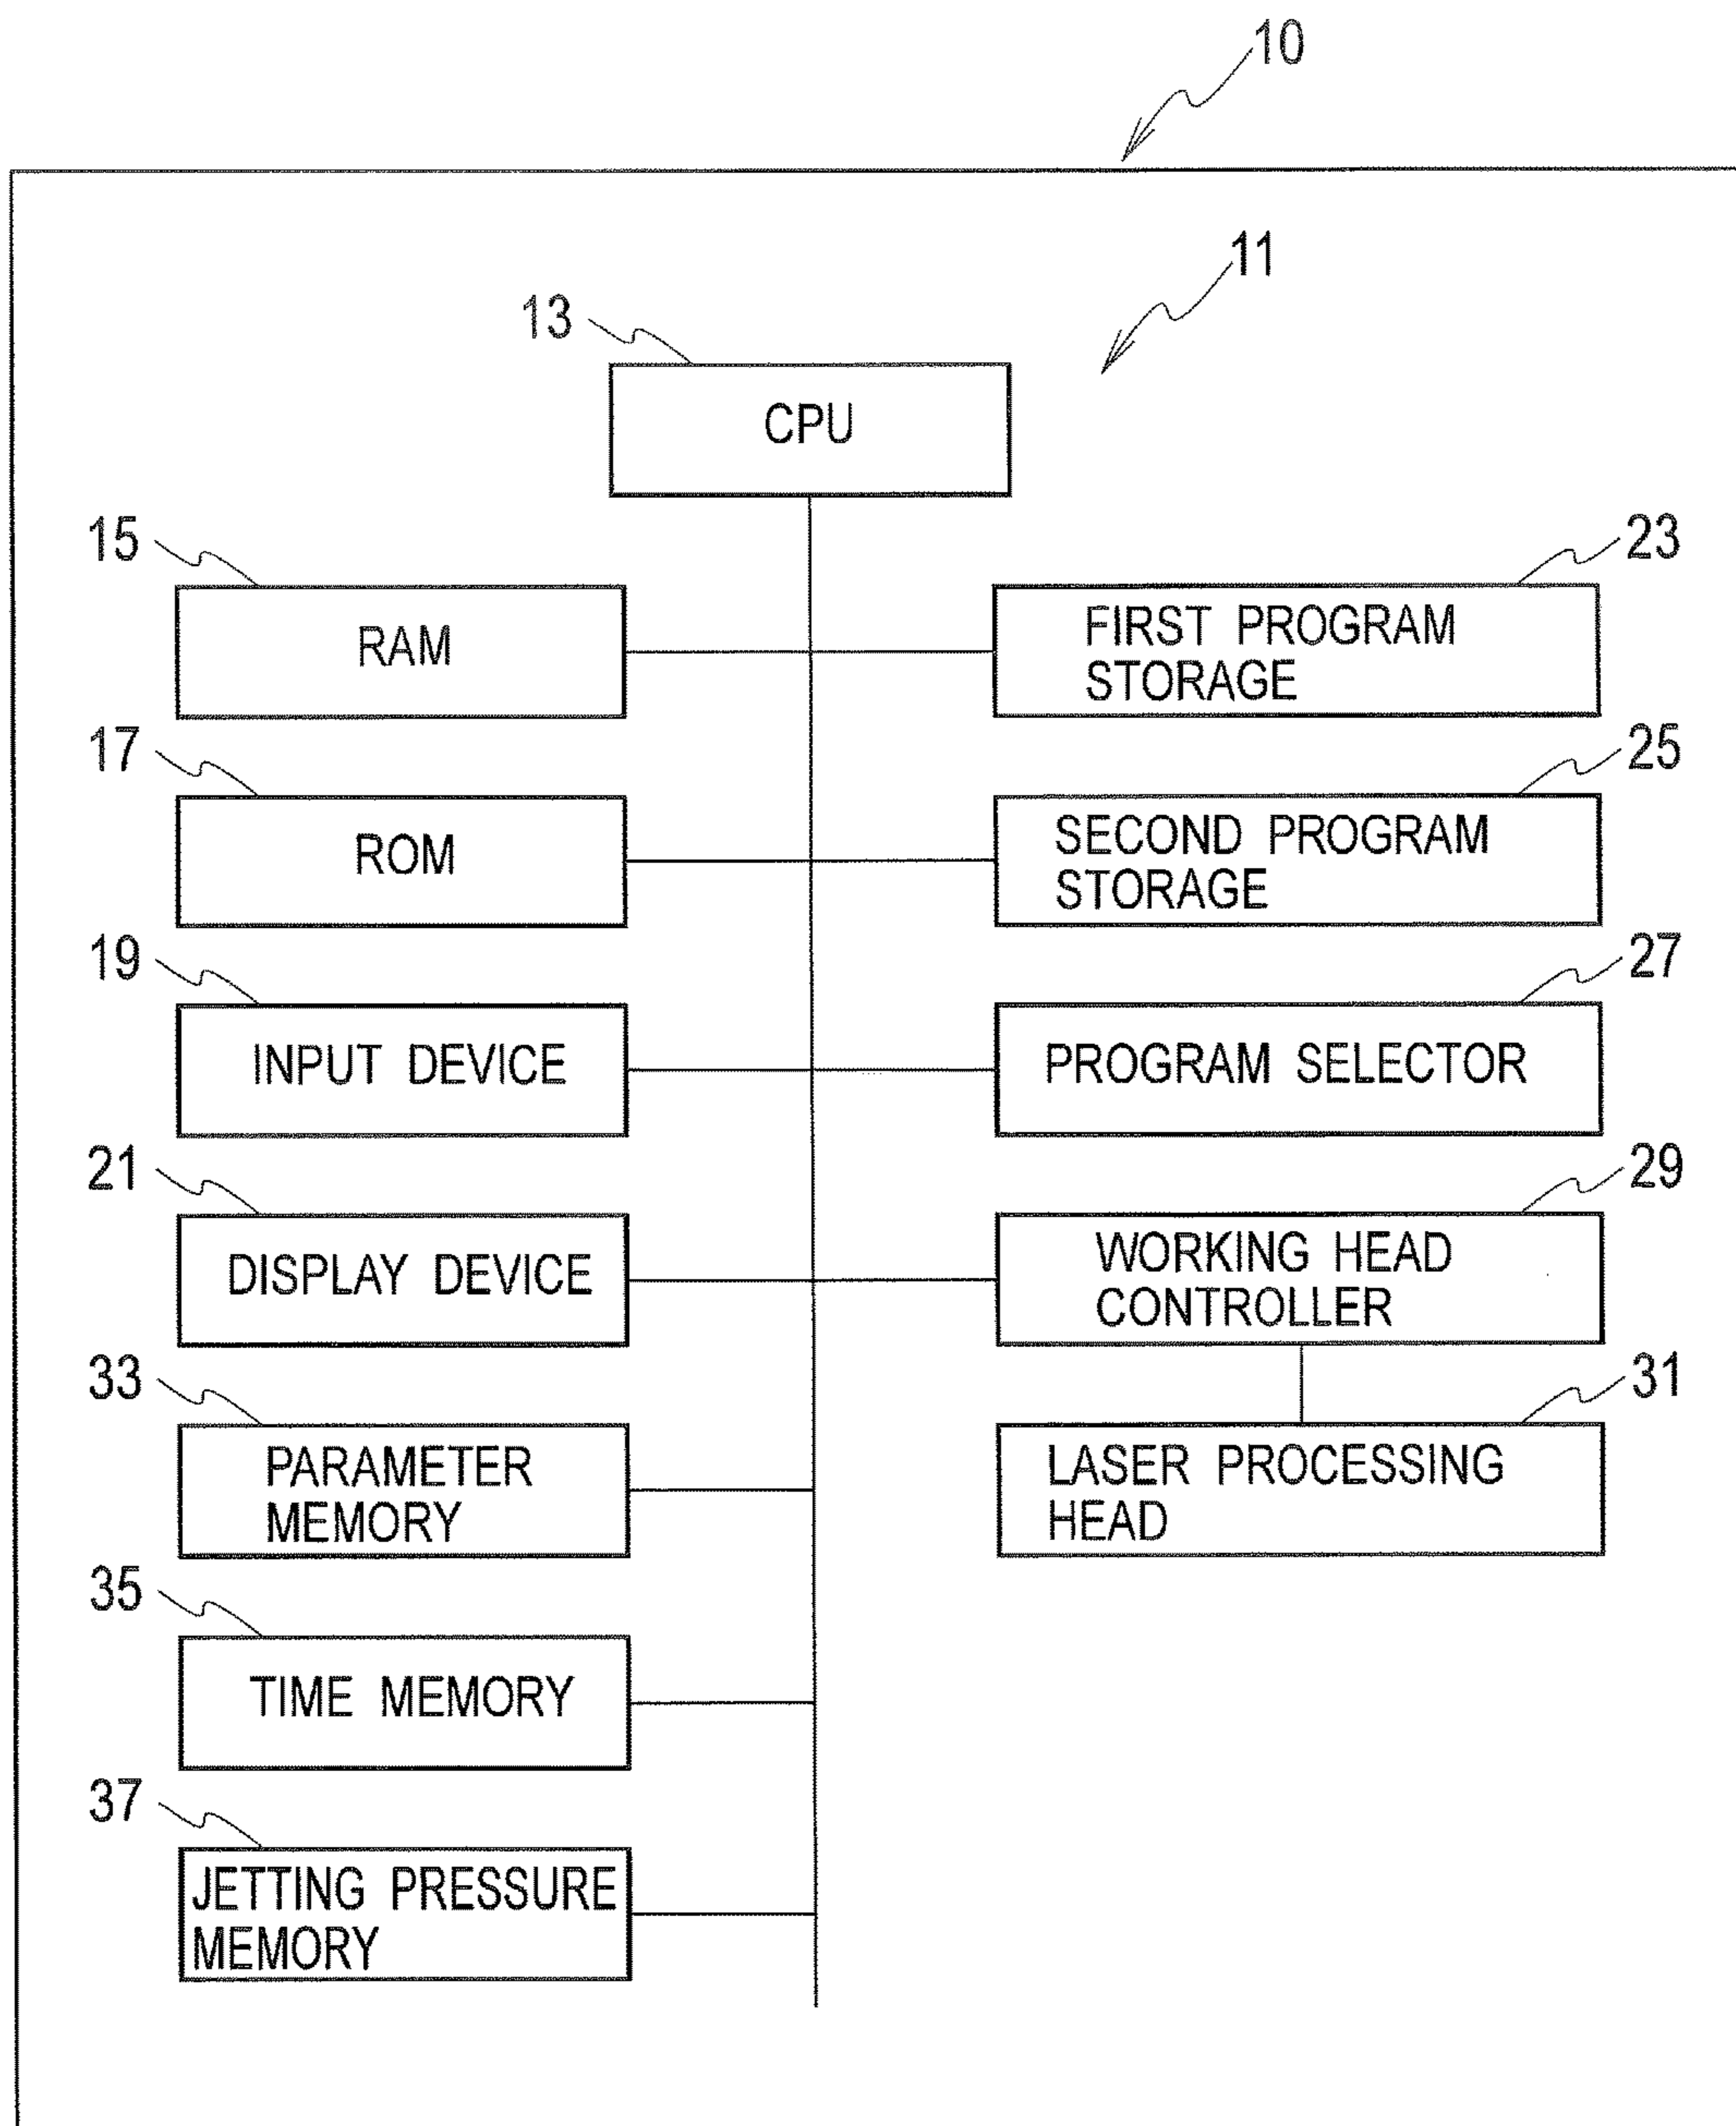 10
11
13
CPU
15
RAM
23
FIRST PROGRAM
STORAGE
17
ROM
25
SECOND PROGRAM
STORAGE
19
INPUT DEVICE
27
PROGRAM SELECTOR
21
DISPLAY DEVICE
29
WORKING HEAD
CONTROLLER
33
PARAMETER
MEMORY
31
LASER PROCESSING
HEAD
35
TIME MEMORY
37
JETTING PRESSURE
MEMORY